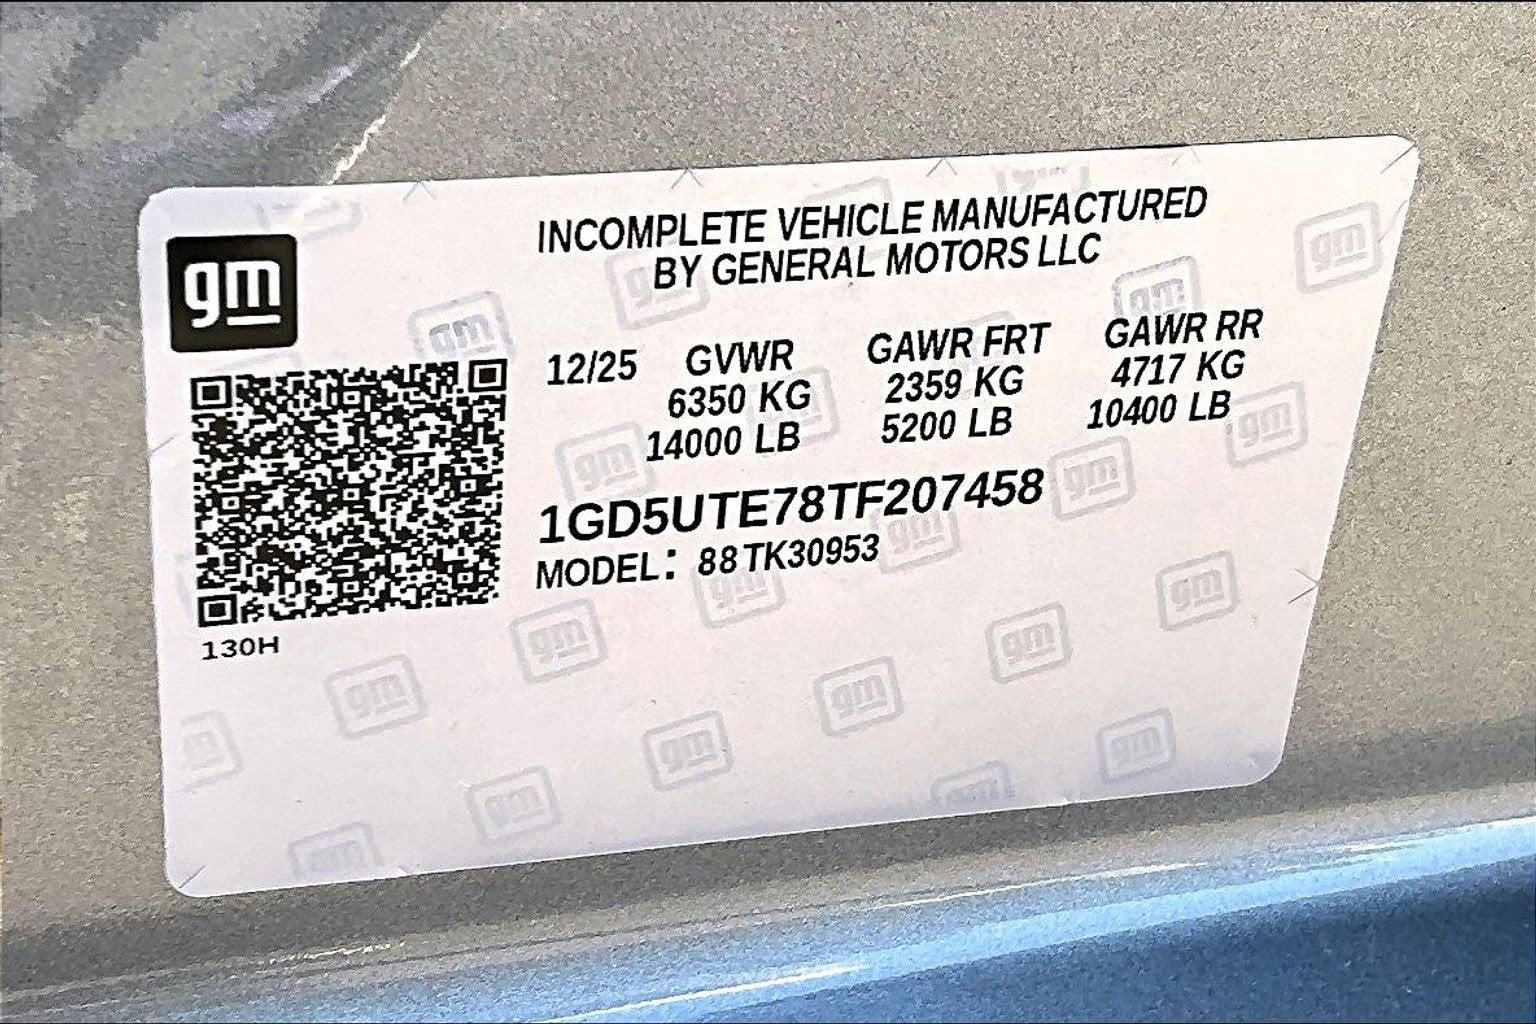 gm
INCOMPLETE VEHICLE MANUFACTURED
BY GENERAL MOTORS LLC
12/25 GVWR GAWR FRT GAWR RR
6350 KG 2359 KG 4717 KG
14000 LB 5200 LB 10400 LB
1GD5UTE78TF207458
MODEL: 88TK30953
130H